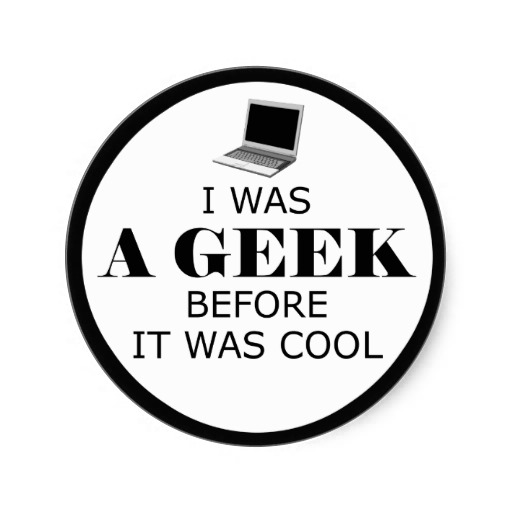 I WAS
A GEEK
BEFORE
IT WAS COOL